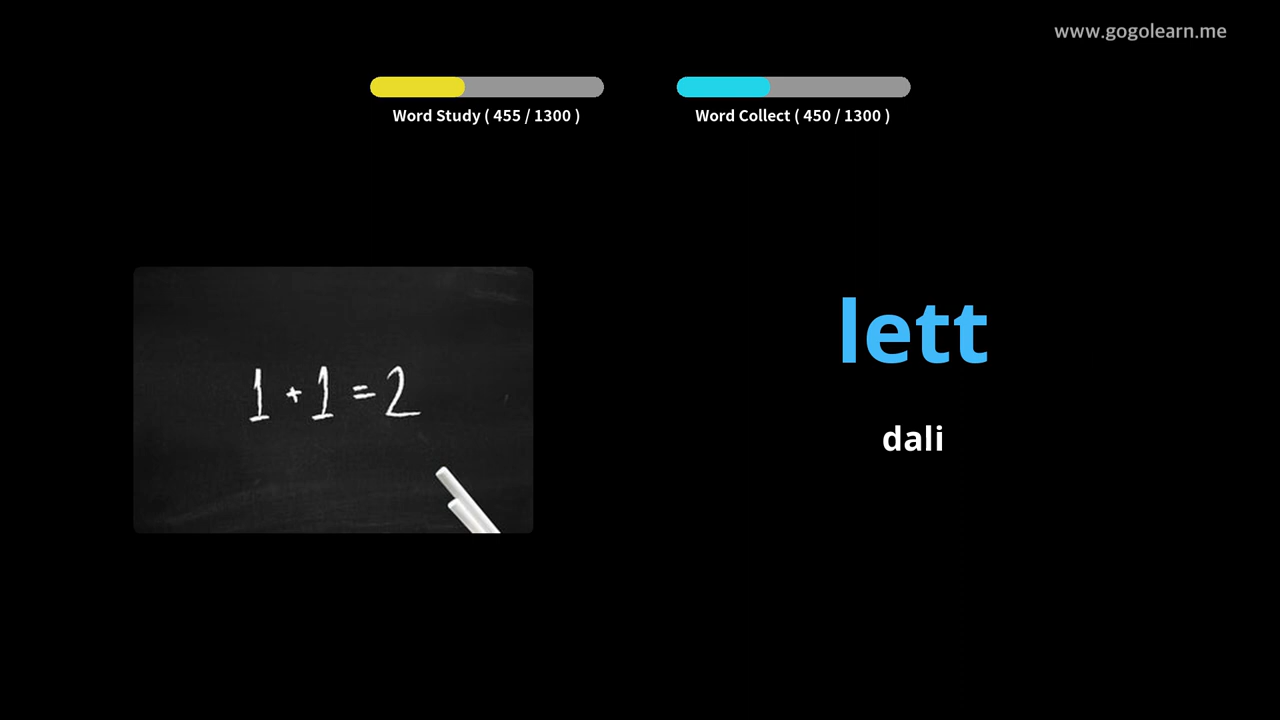 www.gogolearn.me
Word Study ( 455 / 1300 )
Word Collect ( 450 / 1300 )
1 + 1 = 2
lett
dali